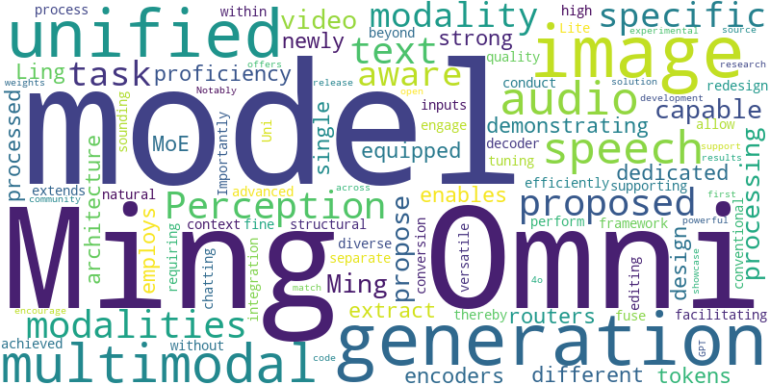 process within high Lite experimental source
unified video beyond modality specific
newly text strong quality image weights Notably offers research
Ling task proficiency aware conduct solution redesign
release open
model
processed sounding MoE Importantly Uni single inputs engage tuning decoder audio capable
equipped demonstrating development allow
speech dedicated support
efficiently supporting results
extends natural advanced across enables
community Perception proposed processing first
architecture employs requiring context fine structural
perform framework powerful
Ming Omni
chatting integration diverse separate Ming propose conversion versatile
4o editing design showcase conventional
match extract thereby routers fuse facilitating
encourage modalities
achieved without code generation GPT
multimodal encoders different tokens